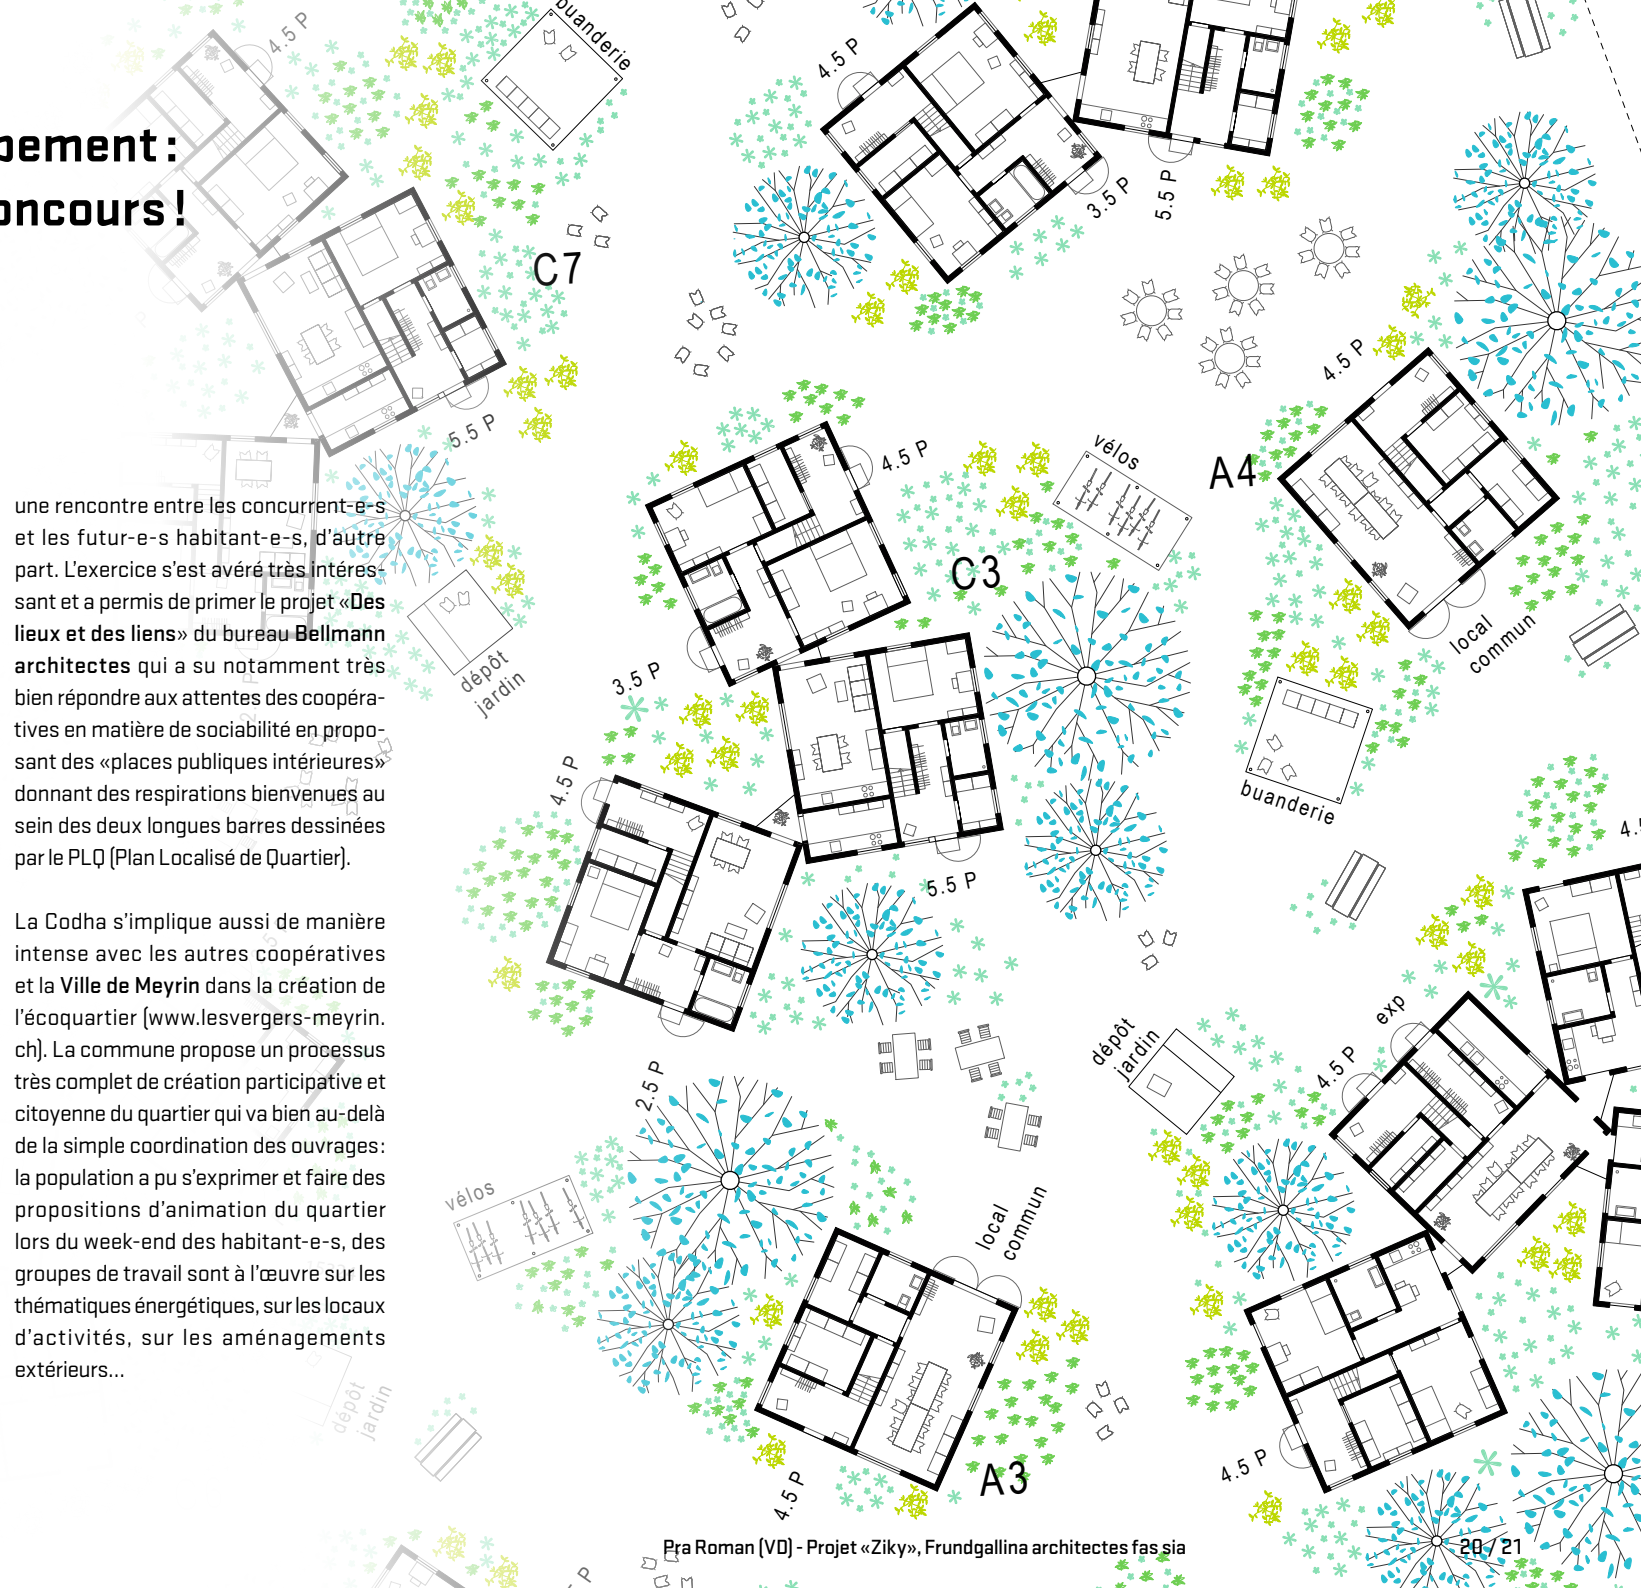 pement :
oncours !
une rencontre entre les concurrent-e-s
et les futur-e-s habitant-e-s, d’autre
part. L’exercice s’est avéré très intéres-
sant et a permis de primer le projet «Des
lieux et des liens» du bureau Bellmann
architectes qui a su notamment très
bien répondre aux attentes des coopéra-
tives en matière de sociabilité en propo-
sant des «places publiques intérieures»
donnant des respirations bienvenues au
sein des deux longues barres dessinées
par le PLQ (Plan Localisé de Quartier).
La Codha s’implique aussi de manière
intense avec les autres coopératives
et la Ville de Meyrin dans la création de
l’écoquartier (www.lesvergers-meyrin.
ch). La commune propose un processus
très complet de création participative et
citoyenne du quartier qui va bien au-delà
de la simple coordination des ouvrages :
la population a pu s’exprimer et faire des
propositions d’animation du quartier
lors du week-end des habitant-e-s, des
groupes de travail sont à l’œuvre sur les
thématiques énergétiques, sur les locaux
d’activités, sur les aménagements
extérieurs...
4.5 P
buanderie
4.5 P
3.5 P
5.5 P
C7
5.5 P
4.5 P
A4
4.5 P
vélos
C3
local
commun
dépôt
jardin
3.5 P
4.5 P
buanderie
5.5 P
exp
dépôt
jardin
4.5 P
2.5 P
vélos
local
commun
dépôt
jardin
A3
4.5 P
4.5 P
Pra Roman (VD) - Projet «Ziky», Frundgallina architectes fas sia
20 / 21